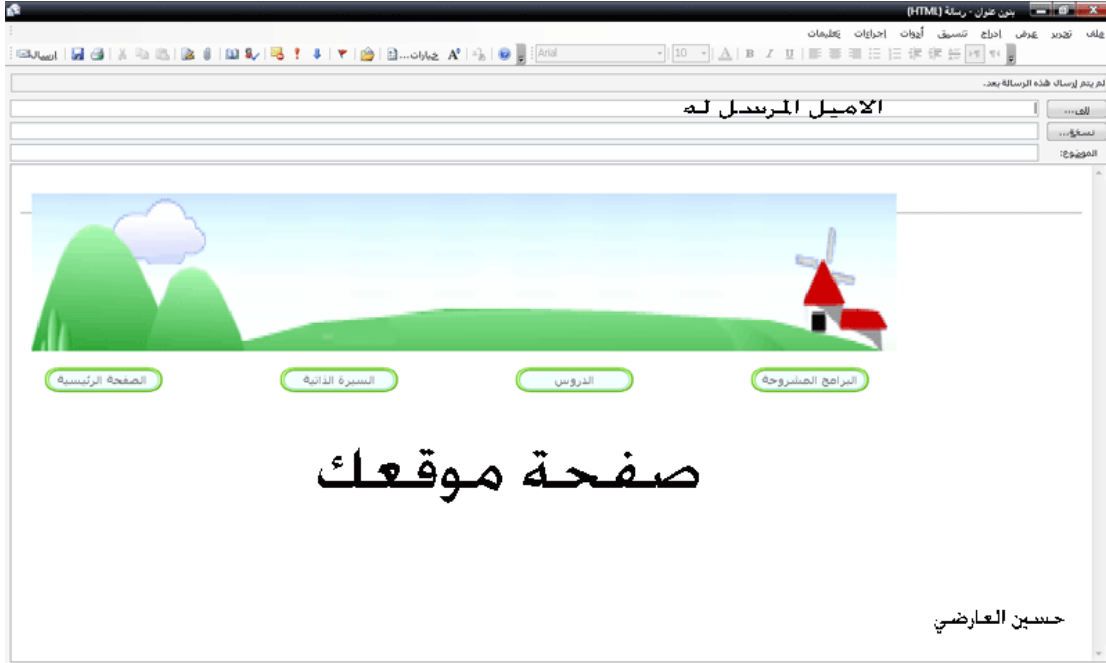 بدون عنوان - رسالة (HTML)
ملف تحرير عرض إدراج تنسيق أدوات إجراءات تعليمات
إرسال خيارات... Arial 10 A B I U
لم يتم إرسال هذه الرسالة بعد.
إلى... الاميل المرسل له
نسخة...
الموضوع:
البرامج المشروحة الدروس السيرة الذاتية الصفحة الرئيسية
صفحة موقعك
حسين العارضي